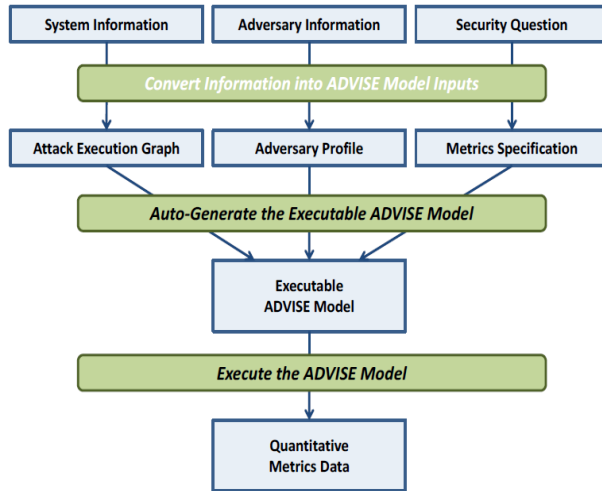 System Information
Adversary Information
Security Question
Convert Information into ADVISE Model Inputs
Attack Execution Graph
Adversary Profile
Metrics Specification
Auto-Generate the Executable ADVISE Model
Executable
ADVISE Model
Execute the ADVISE Model
Quantitative
Metrics Data